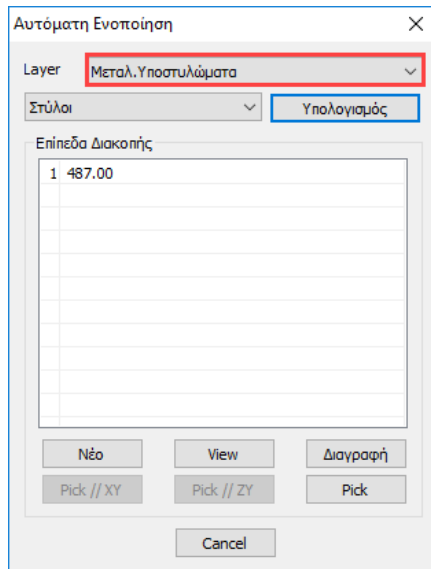 Αυτόματη Ενοποίηση
Layer Μεταλ.Υποστυλώματα
Στύλοι Υπολογισμός
Επίπεδα Διακοπής
1 487.00
Νέο View Διαγραφή
Pick // XY Pick // ZY Pick
Cancel